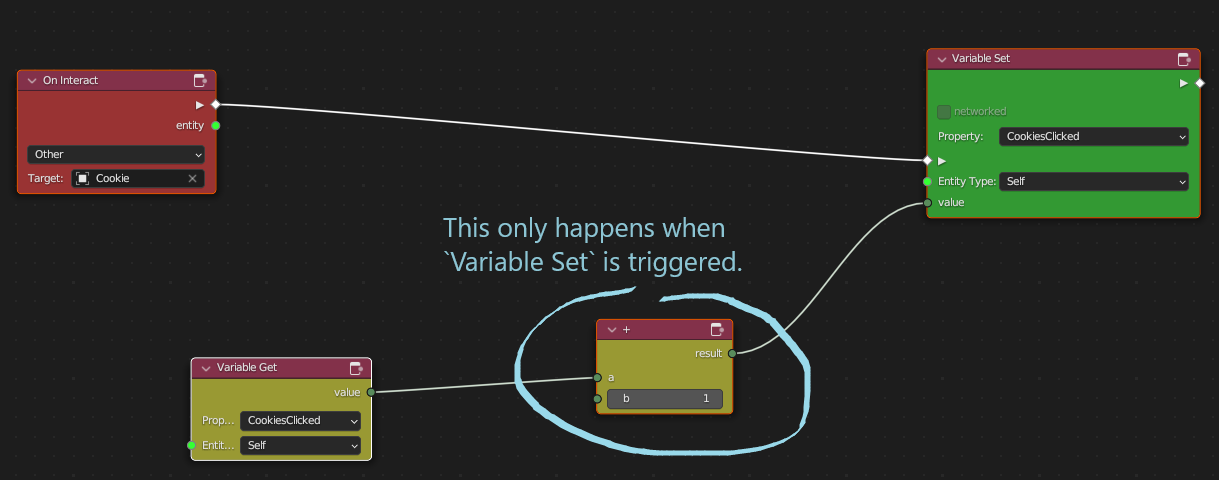 On Interact
entity
Other
Target: Cookie
Variable Set
networked
Property: CookiesClicked
Entity Type: Self
value
This only happens when
`Variable Set` is triggered.
+
result
a
b 1
Variable Get
value
Prop... CookiesClicked
Entit... Self